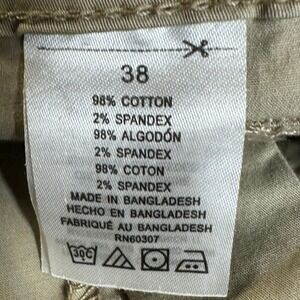 38
98% COTTON
2% SPANDEX
98% ALGODÓN
2% SPANDEX
98% COTON
2% SPANDEX
MADE IN BANGLADESH
HECHO EN BANGLADESH
FABRIQUÉ AU BANGLADESH
RN60307
30C